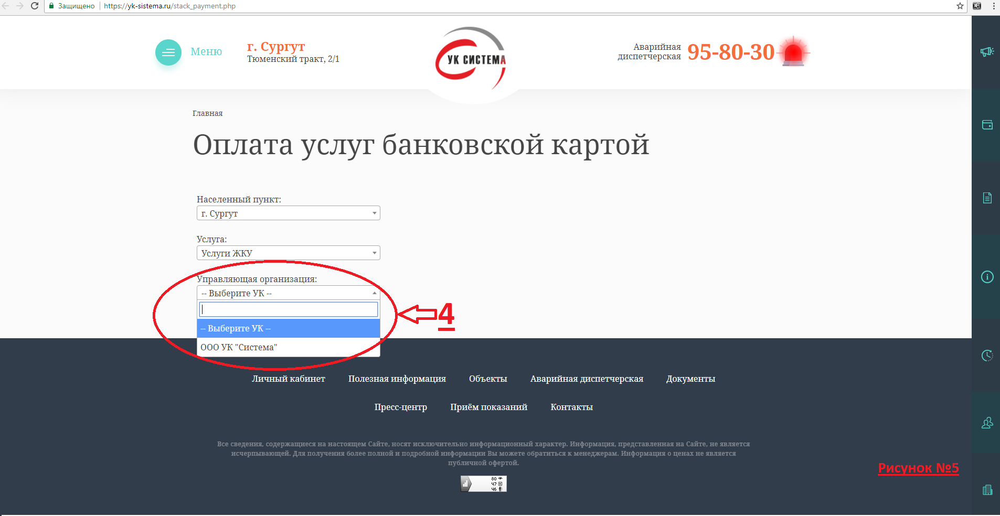 Защищено https://yk-sistema.ru/stack_payment.php
Меню
г. Сургут
Тюменский тракт, 2/1
УК СИСТЕМА
Аварийная
диспетчерская
95-80-30
Главная
Оплата услуг банковской картой
Населенный пункт:
г. Сургут
Услуга:
Услуги ЖКУ
Управляющая организация:
-- Выберите УК --
-- Выберите УК --
ООО УК "Система"
4
Личный кабинет Полезная информация Объекты Аварийная диспетчерская Документы
Пресс-центр Приём показаний Контакты
Все сведения, содержащиеся на настоящем Сайте, носят исключительно информационный характер. Информация, представленная на Сайте, не является
исчерпывающей. Для получения более полной и подробной информации Вы можете обратиться к менеджерам. Информация о ценах не является
публичной офертой.
Рисунок №5
80
47
46